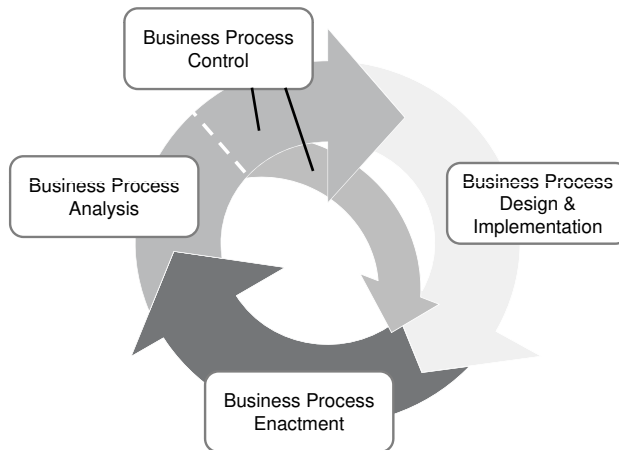 Business Process
Control
Business Process
Analysis
Business Process
Design &
Implementation
Business Process
Enactment